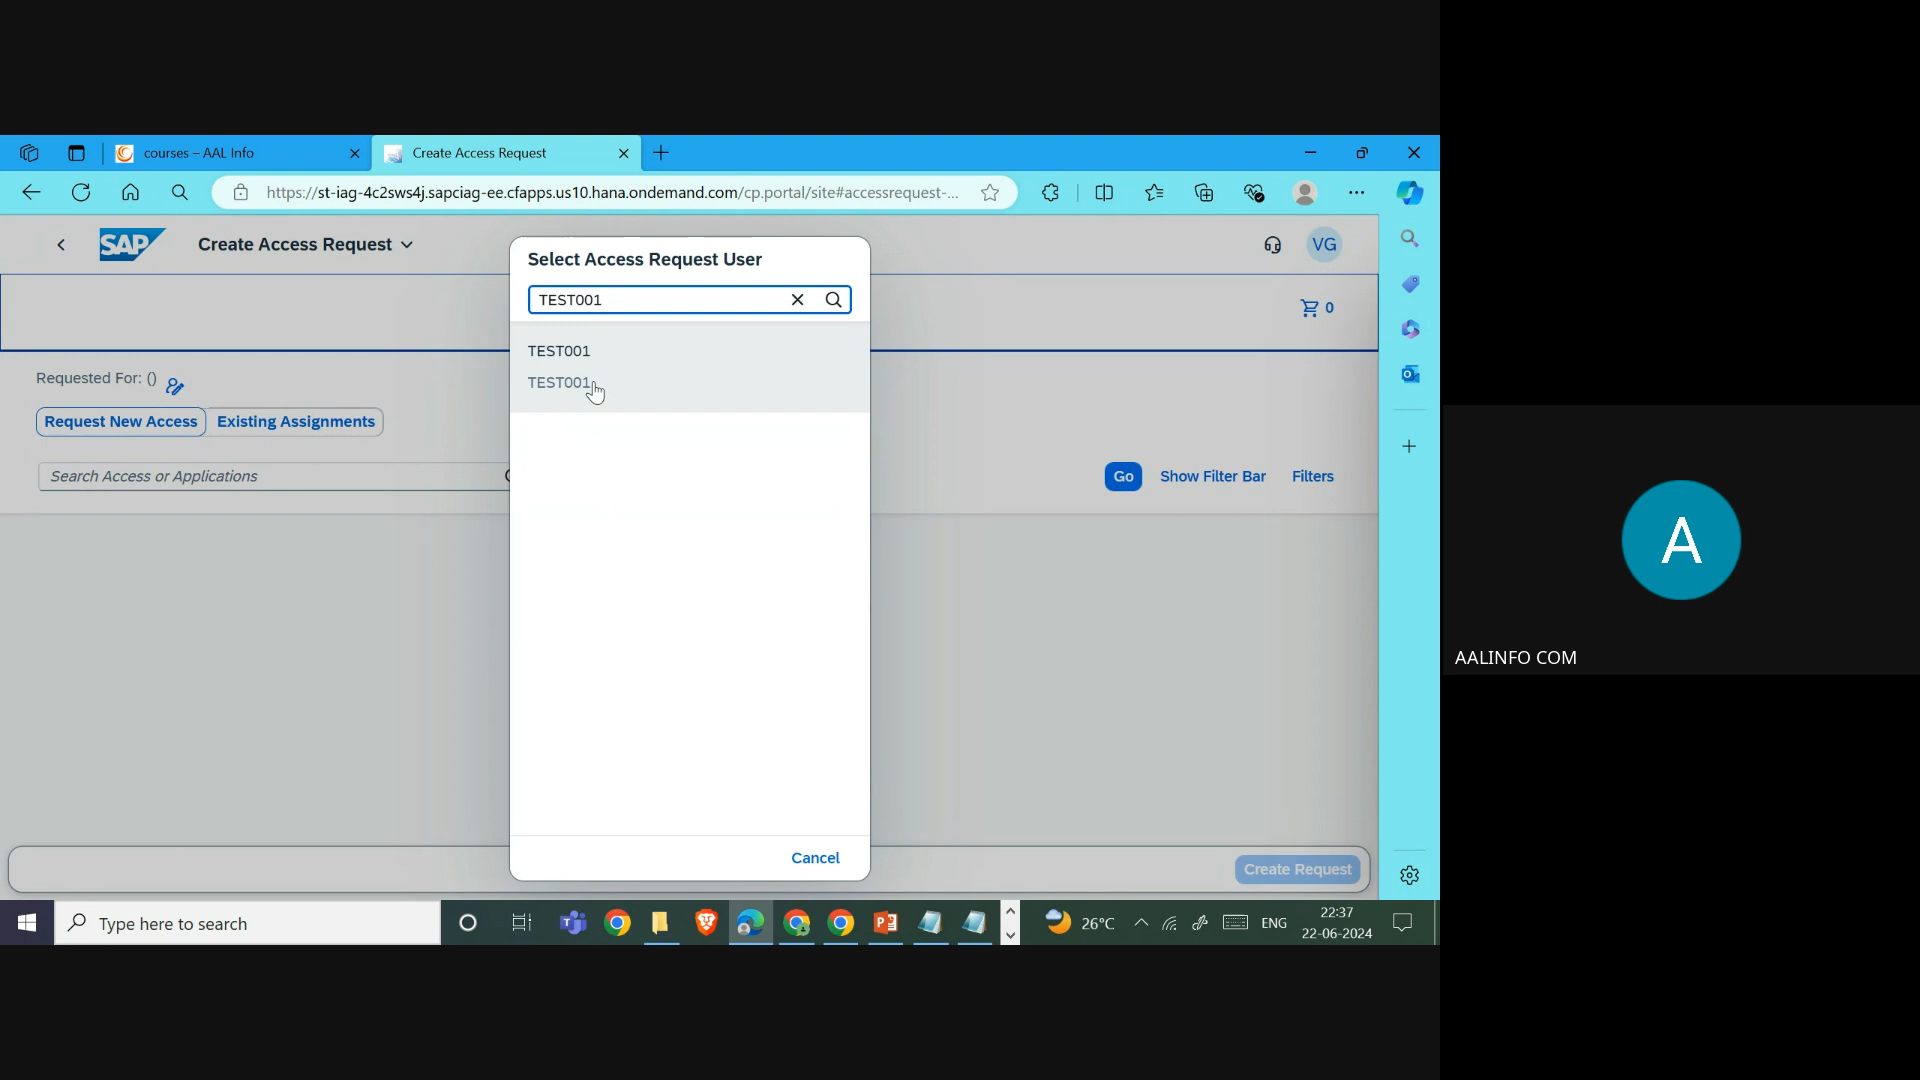 courses – AAL Info
Create Access Request
https://st-iag-4c2sws4j.sapciag-ee.cfapps.us10.hana.ondemand.com/cp.portal/site#accessrequest-...
SAP
Create Access Request
VG
Select Access Request User
TEST001
0
TEST001
TEST001
Requested For: ()
Request New Access
Existing Assignments
Search Access or Applications
Go
Show Filter Bar
Filters
Cancel
Create Request
A
AALINFO COM
Type here to search
26°C
ENG
22:37
22-06-2024